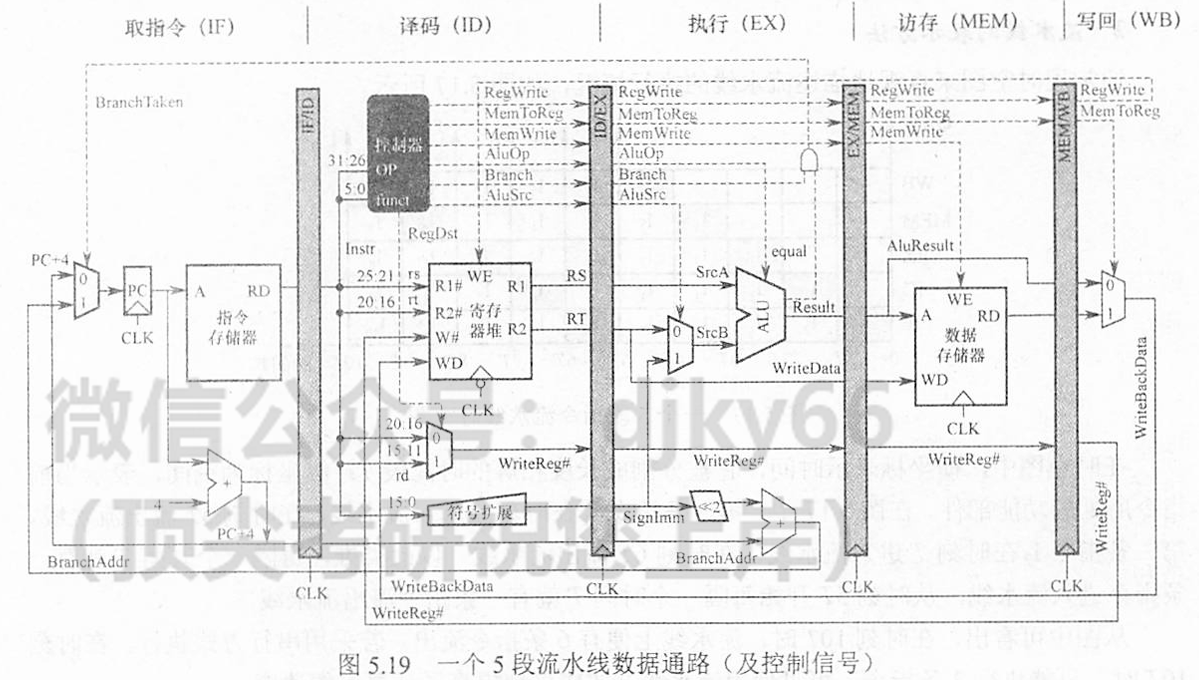 取指令（IF）
译码（ID）
执行（EX）
访存（MEM）
写回（WB）
BranchTaken
IF/ID
控制器
31:26
OP
5:0
funct
RegDst
RegWrite
MemToReg
MemWrite
AluOp
Branch
AluSrc
ID/EX
RegWrite
MemToReg
MemWrite
AluOp
Branch
AluSrc
EX/MEM
RegWrite
MemToReg
MemWrite
MEM/WB
RegWrite
MemToReg
PC+4
0
1
PC
CLK
A
RD
指令
存储器
Instr
25:21
rs
20:16
rt
R1#
R2#
W#
WD
WE
R1
R2
寄存
器堆
CLK
RS
RT
SrcA
0
1
SrcB
ALU
equal
Result
WriteData
AluResult
WE
A
RD
数据
存储器
WD
CLK
0
1
WriteBackData
20:16
15:11
0
1
WriteReg#
WriteReg#
WriteReg#
4
PC+4
15:0
符号扩展
SignImm
≪2
+
BranchAddr
BranchAddr
WriteBackData
WriteReg#
CLK
CLK
CLK
CLK
微信公众号：djky66
（顶尖考研祝您上岸）
图 5.19 一个 5 段流水线数据通路（及控制信号）